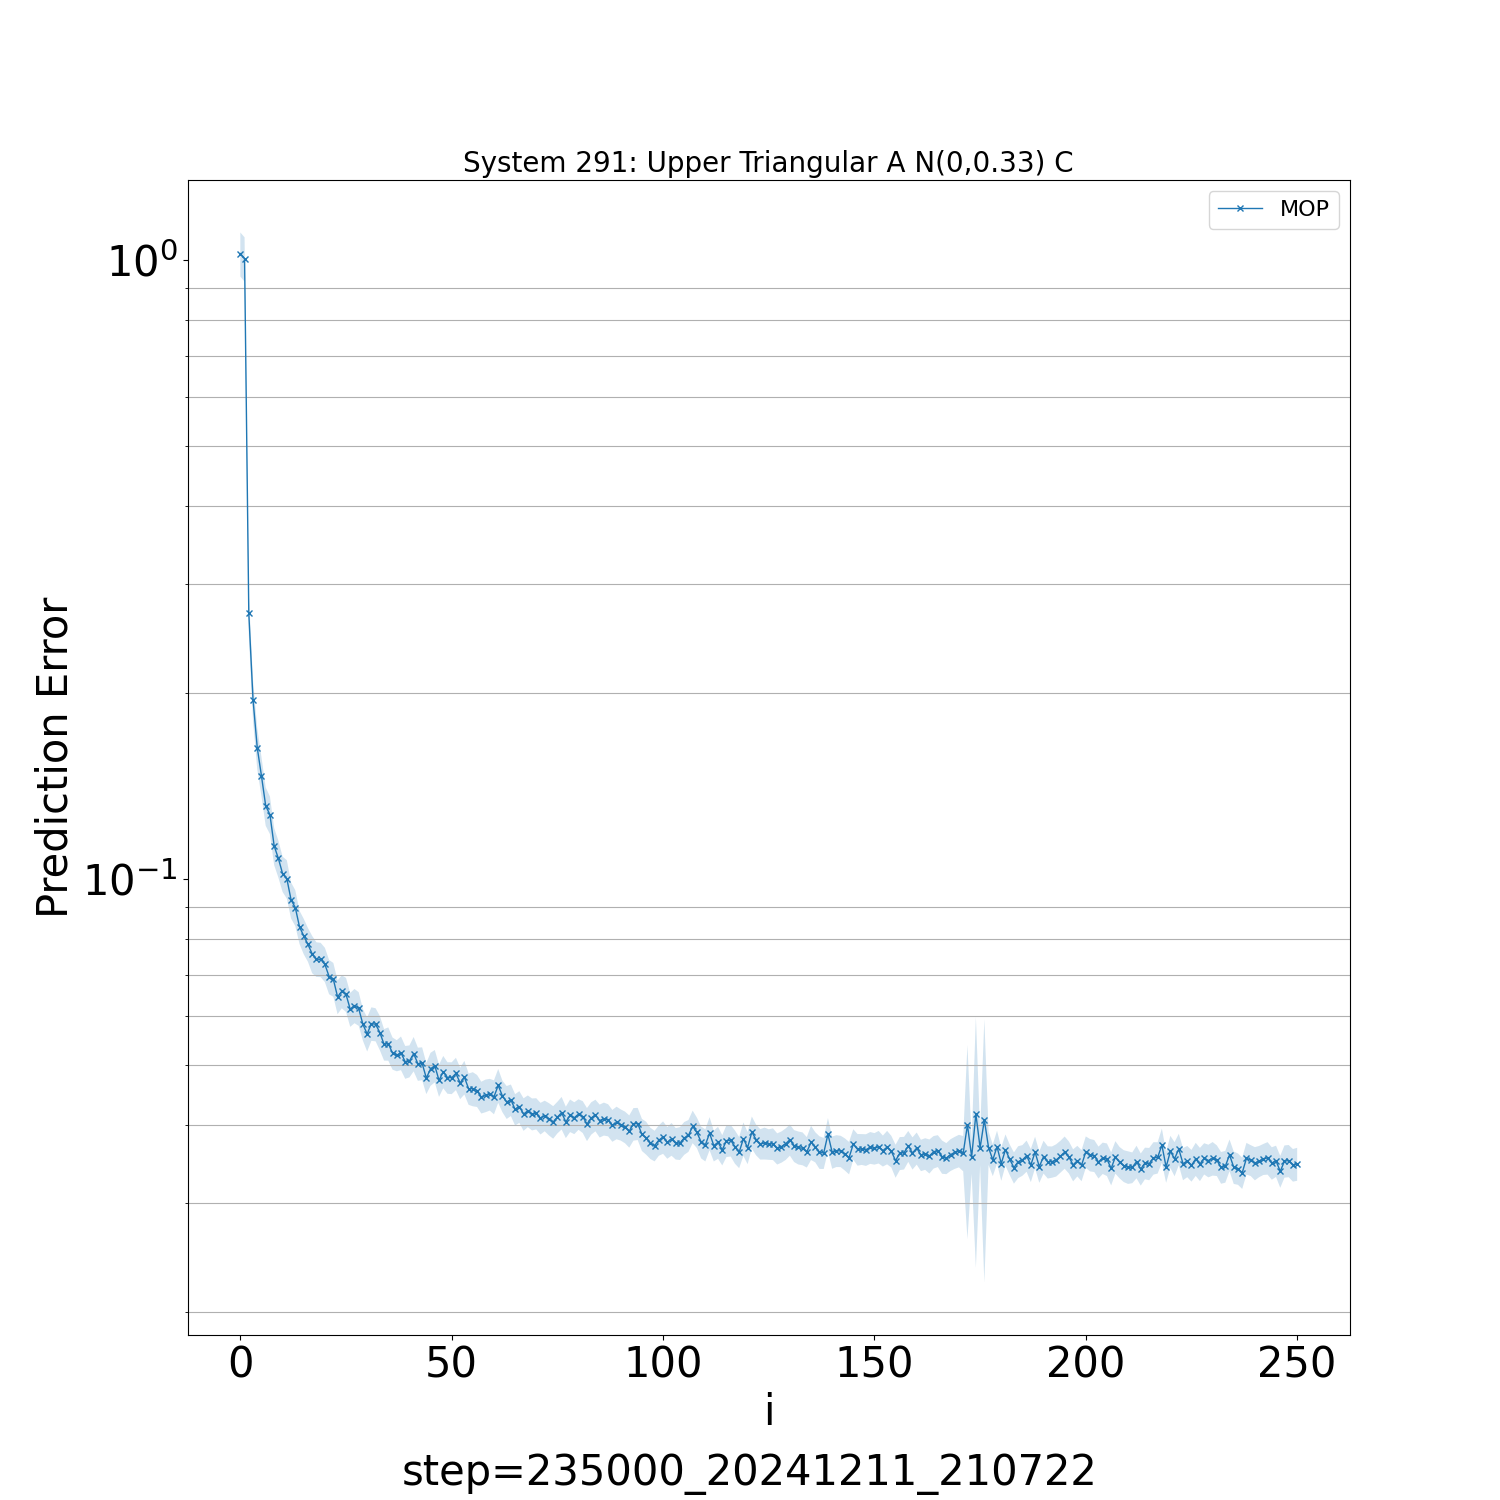 System 291: Upper Triangular A N(0,0.33) C
MOP
10⁰
10⁻¹
Prediction Error
0 50 100 150 200 250
i
step=235000_20241211_210722